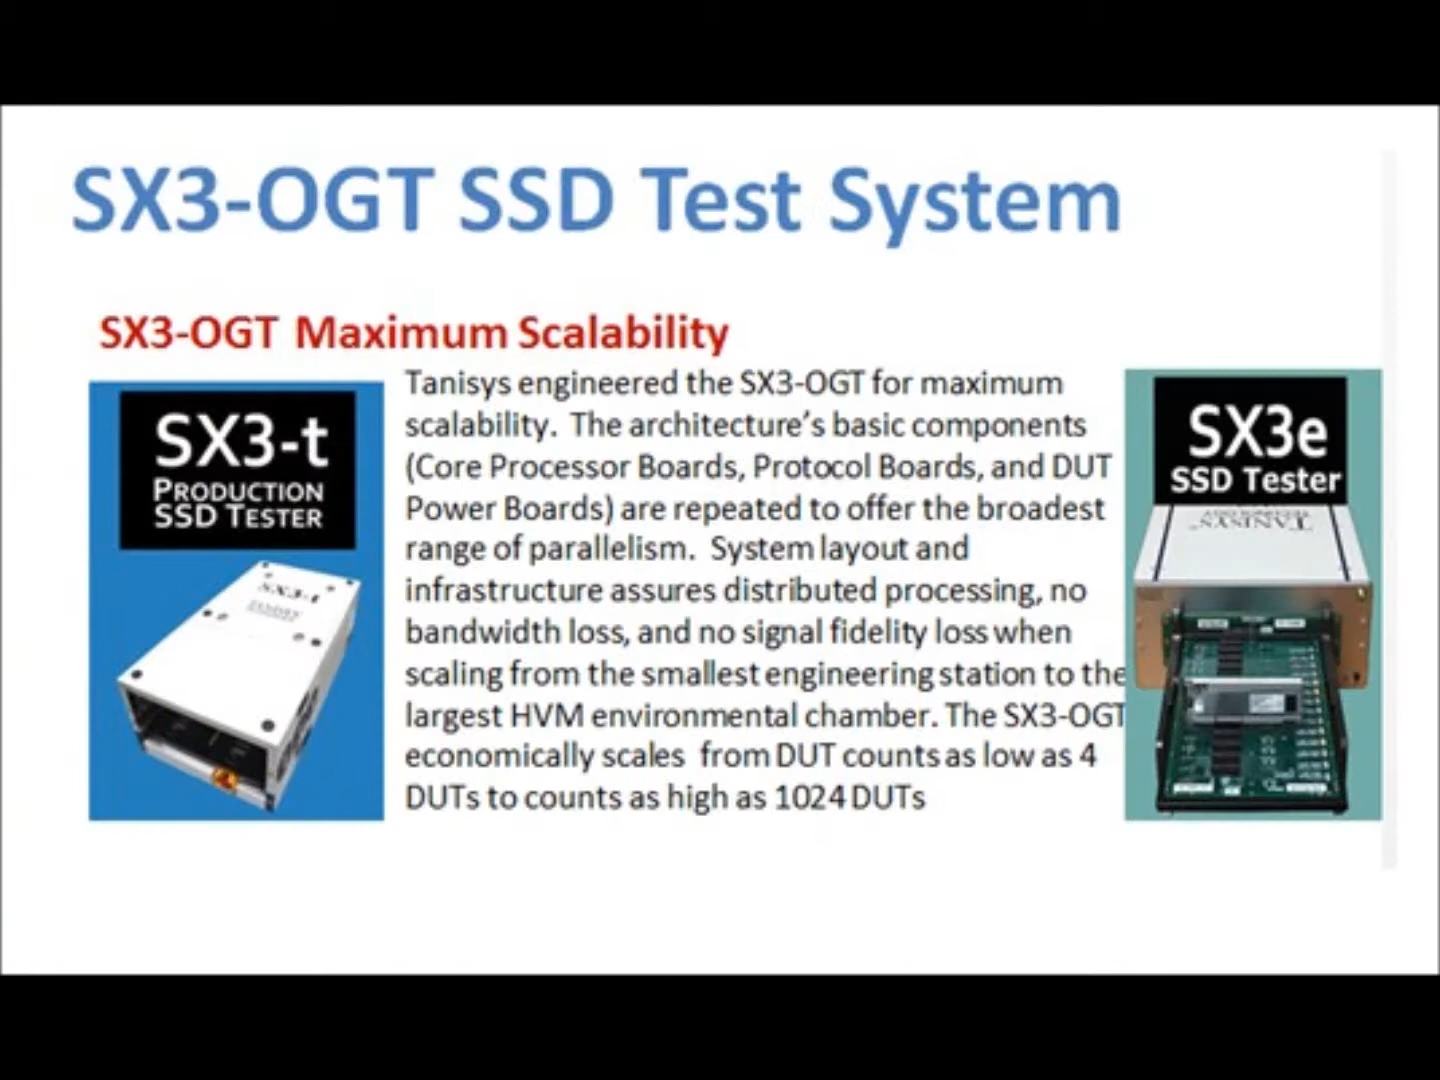 SX3-OGT SSD Test System
SX3-OGT Maximum Scalability
SX3-t
PRODUCTION
SSD TESTER
SX3-t
Tanisys engineered the SX3-OGT for maximum
scalability. The architecture's basic components
(Core Processor Boards, Protocol Boards, and DUT
Power Boards) are repeated to offer the broadest
range of parallelism. System layout and
infrastructure assures distributed processing, no
bandwidth loss, and no signal fidelity loss when
scaling from the smallest engineering station to the
largest HVM environmental chamber. The SX3-OGT
economically scales from DUT counts as low as 4
DUTs to counts as high as 1024 DUTs
SX3e
SSD Tester
TANISYS
TECHNOLOGY